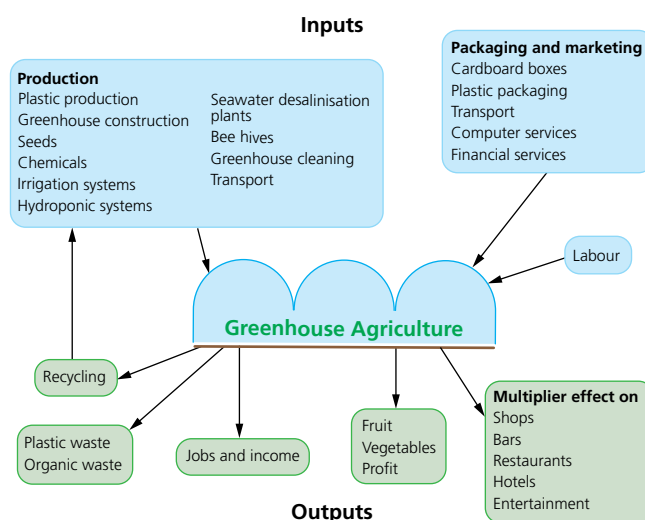 Inputs
Production
Plastic production
Greenhouse construction
Seeds
Chemicals
Irrigation systems
Hydroponic systems
Seawater desalinisation
plants
Bee hives
Greenhouse cleaning
Transport
Packaging and marketing
Cardboard boxes
Plastic packaging
Transport
Computer services
Financial services
Labour
Greenhouse Agriculture
Recycling
Plastic waste
Organic waste
Jobs and income
Fruit
Vegetables
Profit
Multiplier effect on
Shops
Bars
Restaurants
Hotels
Entertainment
Outputs